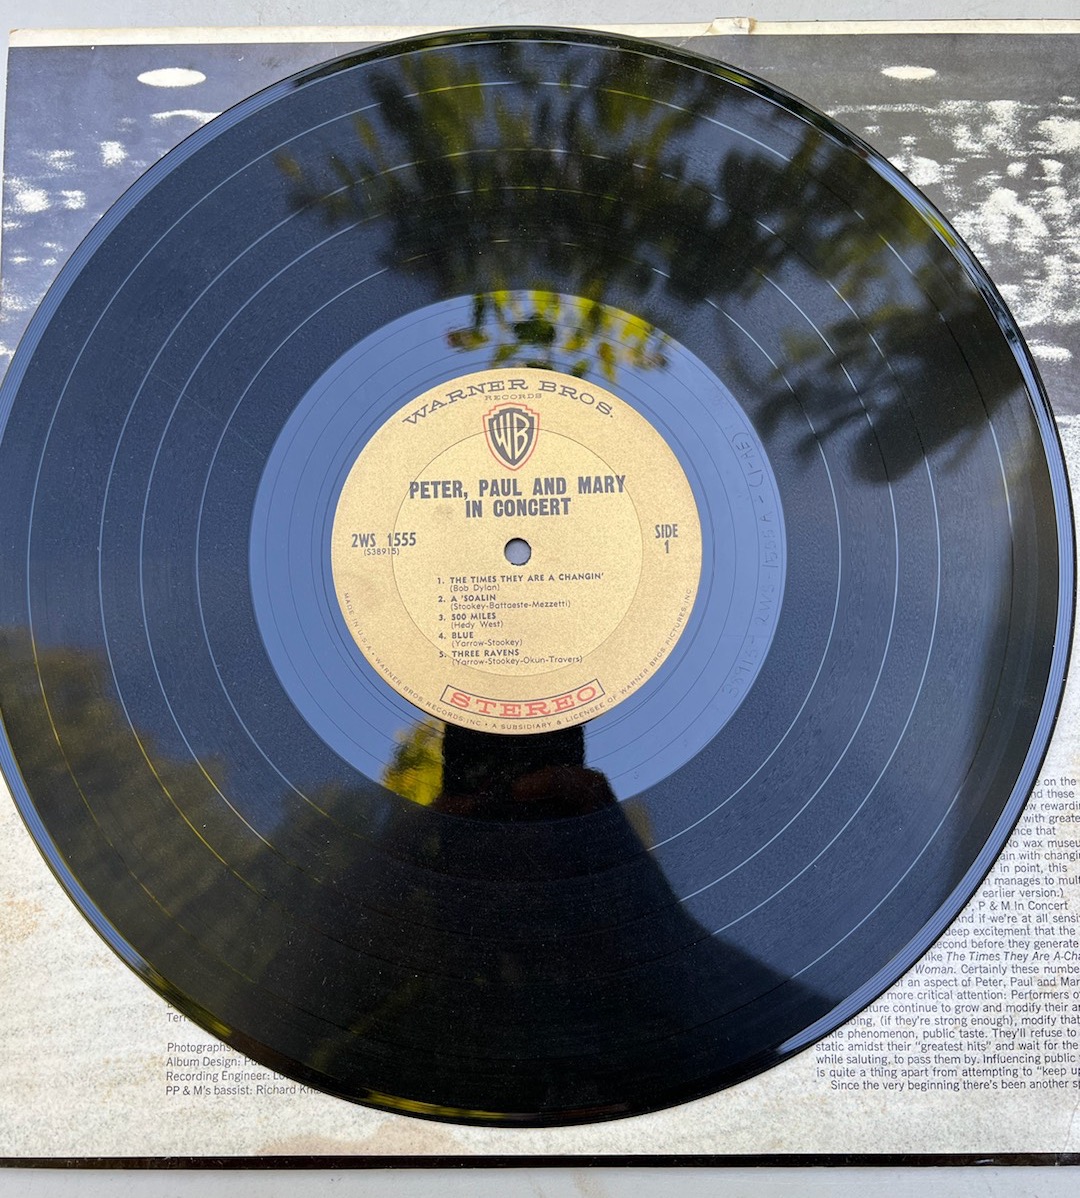 WARNER BROS.
RECORDS
WB
PETER, PAUL AND MARY
IN CONCERT
2WS 1555
(S38915)
SIDE
1
1. THE TIMES THEY ARE A CHANGIN'
(Bob Dylan)
2. A 'SOALIN
(Stookey-Battaeste-Mezzetti)
3. 500 MILES
(Hedy West)
4. BLUE
(Yarrow-Stookey)
5. THREE RAVENS
(Yarrow-Stookey-Okun-Travers)
STEREO
MADE IN U.S.A. • WARNER BROS. RECORDS, INC • A SUBSIDIARY & LICENSEE OF WARNER BROS. PICTURES, INC.
Photographs
Album Design:
Recording Engineer:
PP & M's bassist: Richard
on the
these
rewardin
with greate
that
No wax museu
with changi
in point, this
manages to mult
earlier version.)
P & M In Concert
And if we're at all sensi
deep excitement that the
second before they generate
like The Times They Are A-Cha
Woman. Certainly these numbe
of an aspect of Peter, Paul and Mar
more critical attention: Performers o
continue to grow and modify their a
(if they're strong enough), modify that
phenomenon, public taste. They'll refuse to
static amidst their "greatest hits" and wait for the
while saluting, to pass them by. Influencing public
is quite a thing apart from attempting to "keep up
Since the very beginning there's been another s